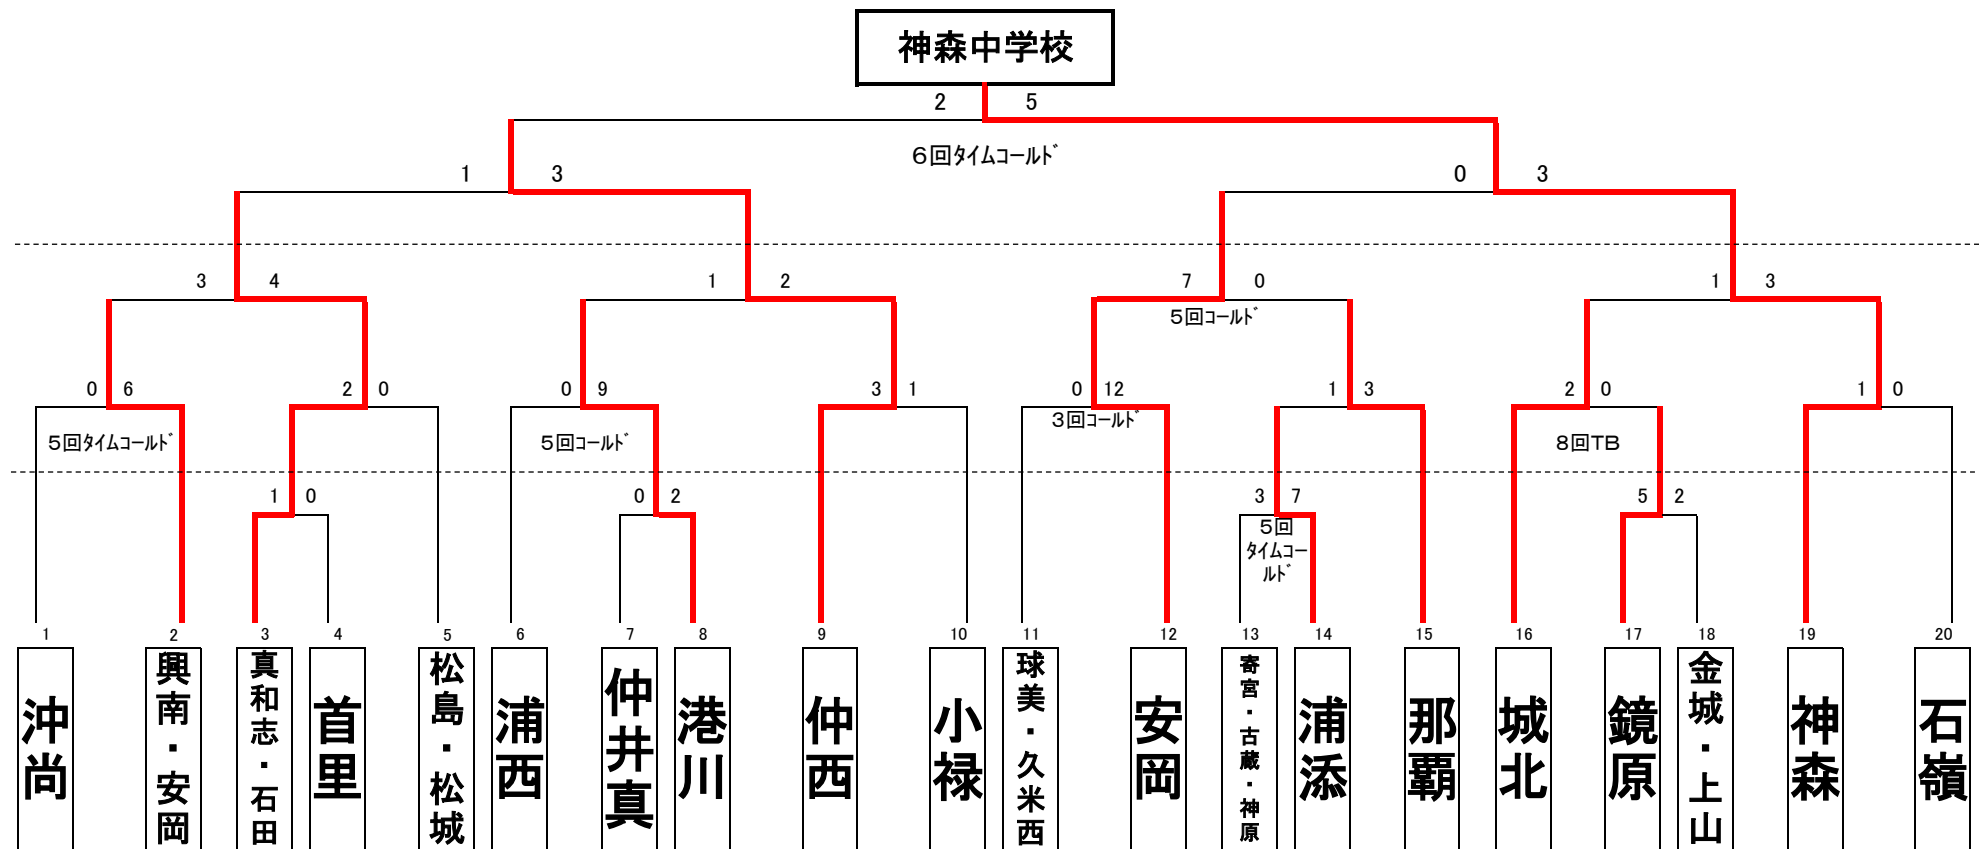 神森中学校
2 5
6回ﾀｲﾑコールﾄﾞ
1 3
0 3
3 4
1 2
7 0
1 3
5回コールﾄﾞ
0 6
2 0
0 9
3 1
0 12
1 3
2 0
1 0
5回ﾀｲﾑコールﾄﾞ
5回コールﾄﾞ
3回コールﾄﾞ
8回TB
1 0
0 2
3 7
5 2
5回
ﾀｲﾑコー
ルﾄﾞ
1 2 3 4 5 6 7 8 9 10 11 12 13 14 15 16 17 18 19 20
沖尚
興南・安岡
真和志・石田
首里
松島・松城
浦西
仲井真
港川
仲西
小禄
球美・久米西
安岡
寄宮・古蔵・神原
浦添
那覇
城北
鏡原
金城・上山
神森
石嶺